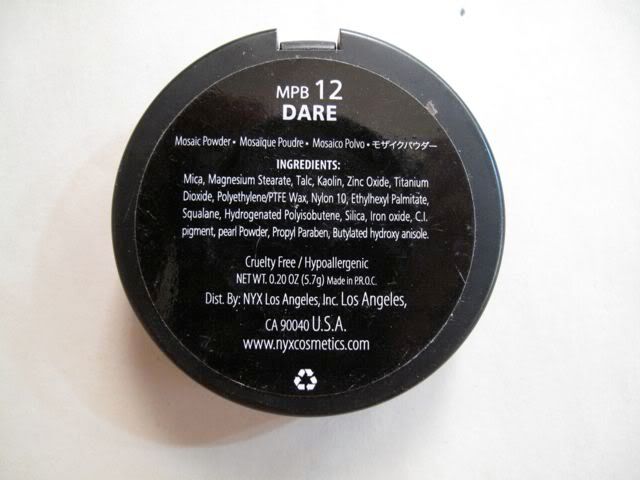 MPB 12
DARE
Mosaic Powder • Mosaïque Poudre • Mosaico Polvo • モザイクパウダー
INGREDIENTS:
Mica, Magnesium Stearate, Talc, Kaolin, Zinc Oxide, Titanium
Dioxide, Polyethylene/PTFE Wax, Nylon 10, Ethylhexyl Palmitate,
Squalane, Hydrogenated Polyisobutene, Silica, Iron oxide, C.I.
pigment, pearl Powder, Propyl Paraben, Butylated hydroxy anisole.
Cruelty Free / Hypoallergenic
NET WT. 0.20 OZ (5.7g) Made in P.R.O.C.
Dist. By: NYX Los Angeles, Inc. Los Angeles,
CA 90040 U.S.A.
www.nyxcosmetics.com